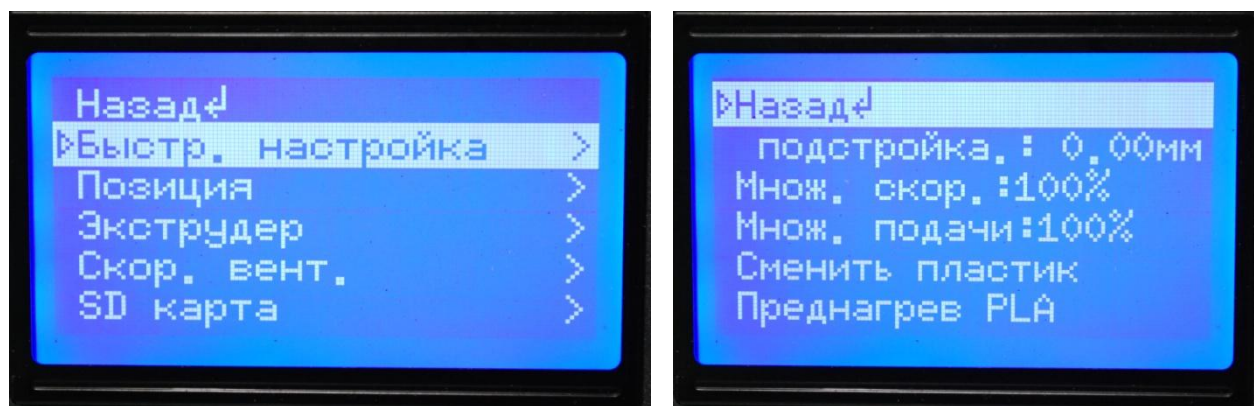 Назад↲
▷Быстр. настройка >
Позиция >
Экструдер >
Скор. вент. >
SD карта >
▷Назад↲
подстройка.: 0.00мм
Множ. скор.:100%
Множ. подачи:100%
Сменить пластик
Преднагрев PLA